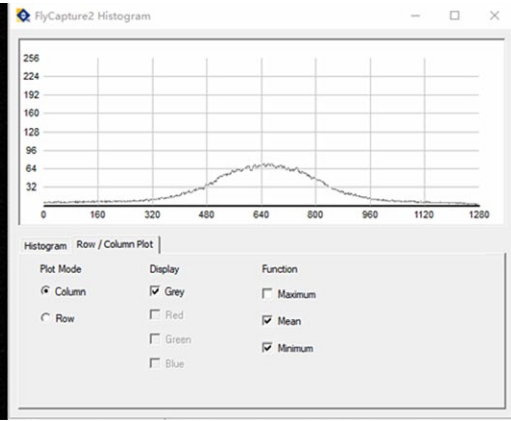 FlyCapture2 Histogram
256
224
192
160
128
96
64
32
0 160 320 480 640 800 960 1120 1280
Histogram Row / Column Plot
Plot Mode Display Function
Column Grey Maximum
Row Red Mean
Green Minimum
Blue